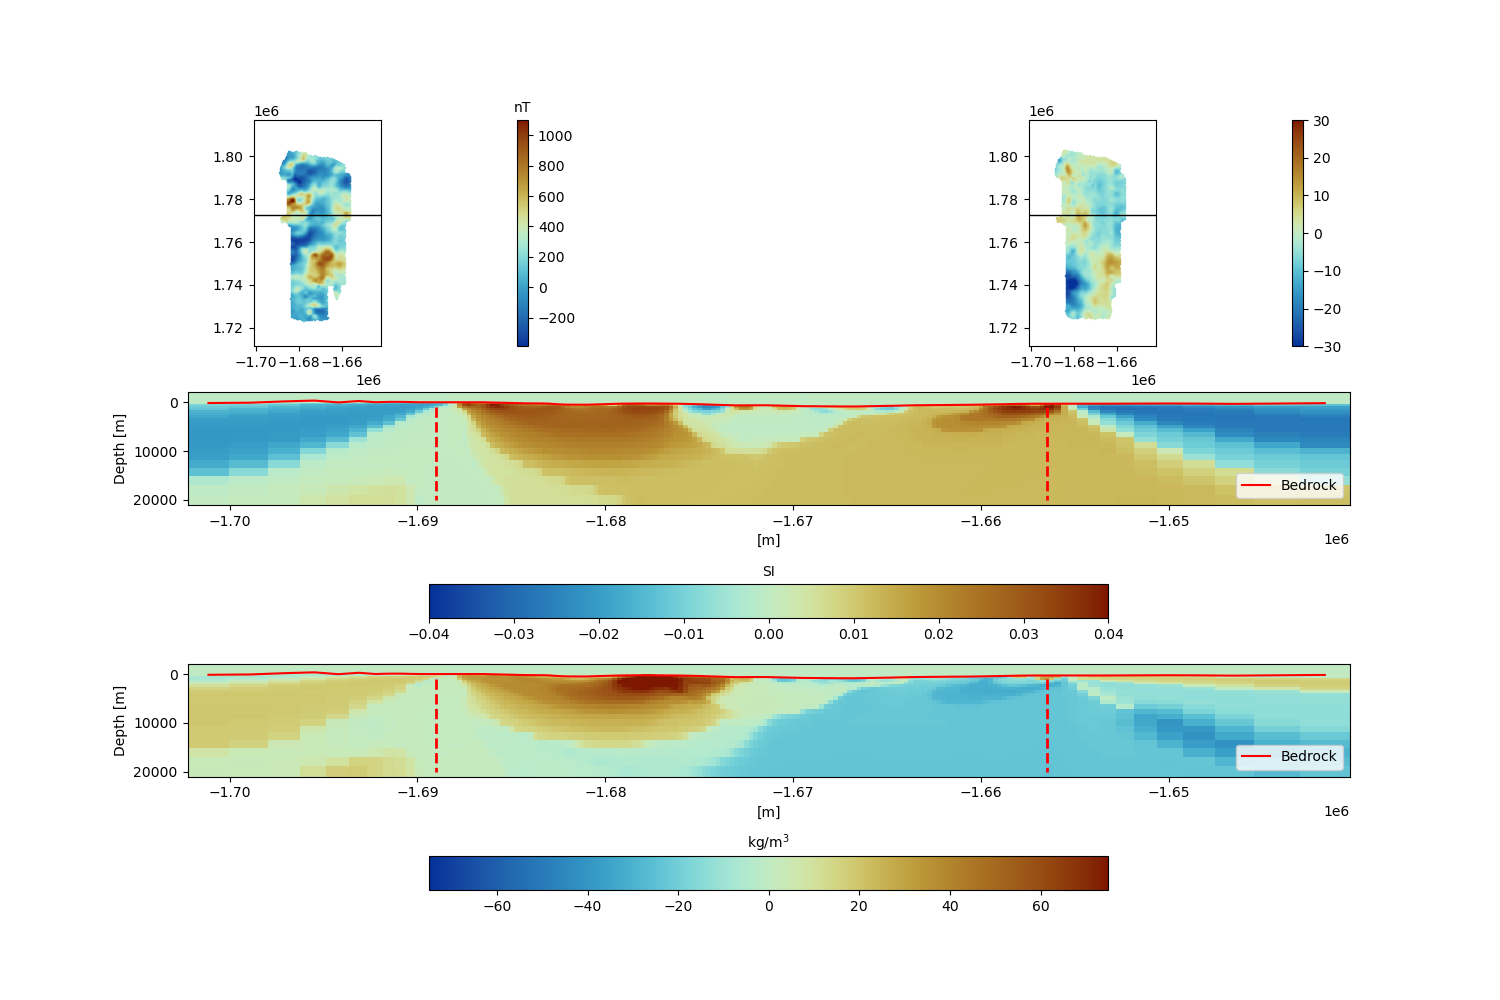 1e6
nT
1e6
1.80
1.78
1.76
1.74
1.72
−1.70 −1.68 −1.66
1e6
1000
800
600
400
200
0
−200
1.80
1.78
1.76
1.74
1.72
−1.70 −1.68 −1.66
1e6
30
20
10
0
−10
−20
−30
Depth [m]
0
10000
20000
Bedrock
−1.70 −1.69 −1.68 −1.67 −1.66 −1.65
[m]
1e6
SI
−0.04 −0.03 −0.02 −0.01 0.00 0.01 0.02 0.03 0.04
Depth [m]
0
10000
20000
Bedrock
−1.70 −1.69 −1.68 −1.67 −1.66 −1.65
[m]
1e6
kg/m³
−60 −40 −20 0 20 40 60